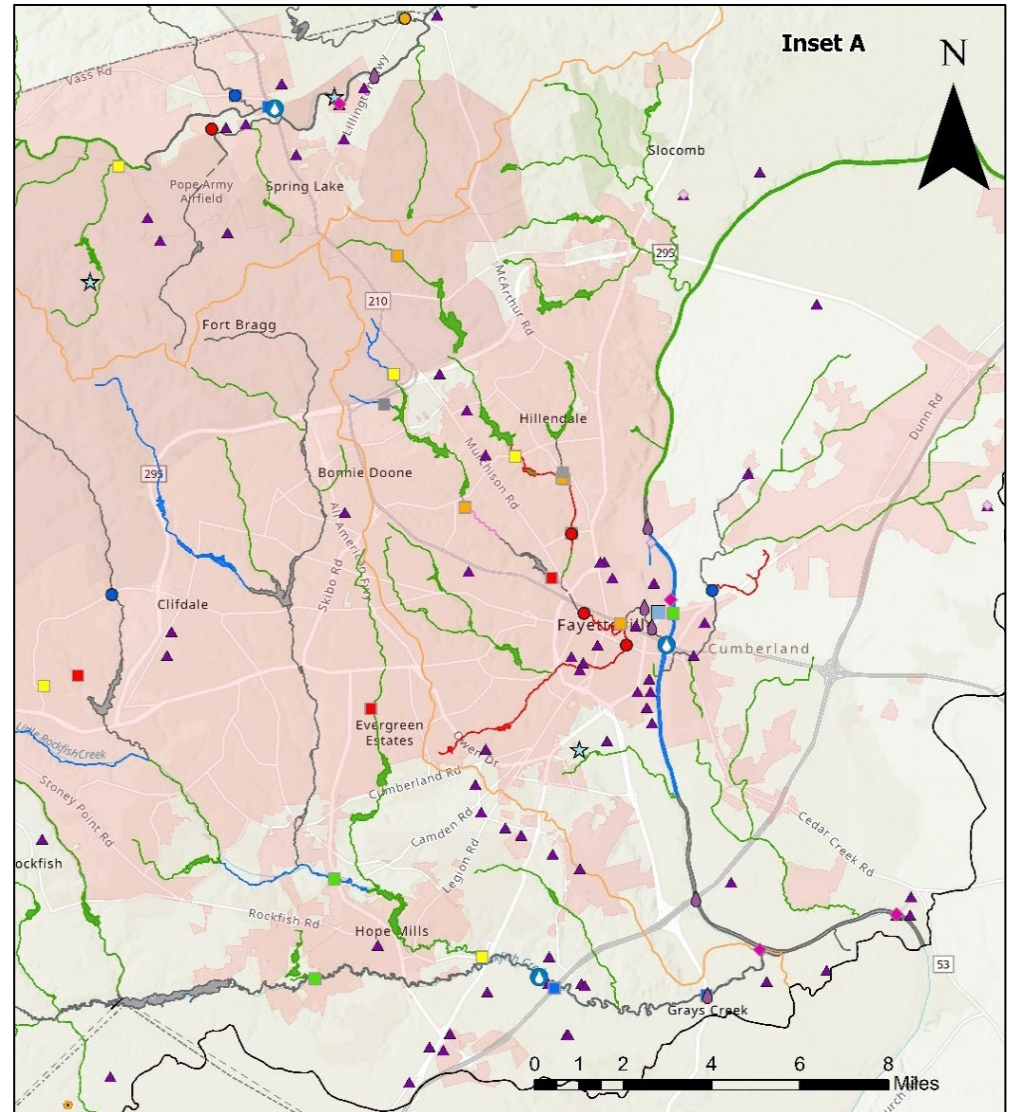 Inset A
N
Vass Rd
Lillington Hwy
Slocomb
Pope Army
Airfield
Spring Lake
295
McArthur Rd
210
Fort Bragg
Dunn Rd
Hillendale
Murchison Rd
Bonnie Doone
295
All American Fwy
Skibo Rd
Clifdale
Cumberland
Evergreen
Estates
Little Rockfish Creek
Owen Dr
Stoney Point Rd
Cumberland Rd
Camden Rd
Cedar Creek Rd
Legion Rd
ockfish
Rockfish Rd
Hope Mills
53
Grays Creek
0 1 2 4 6 8
Miles